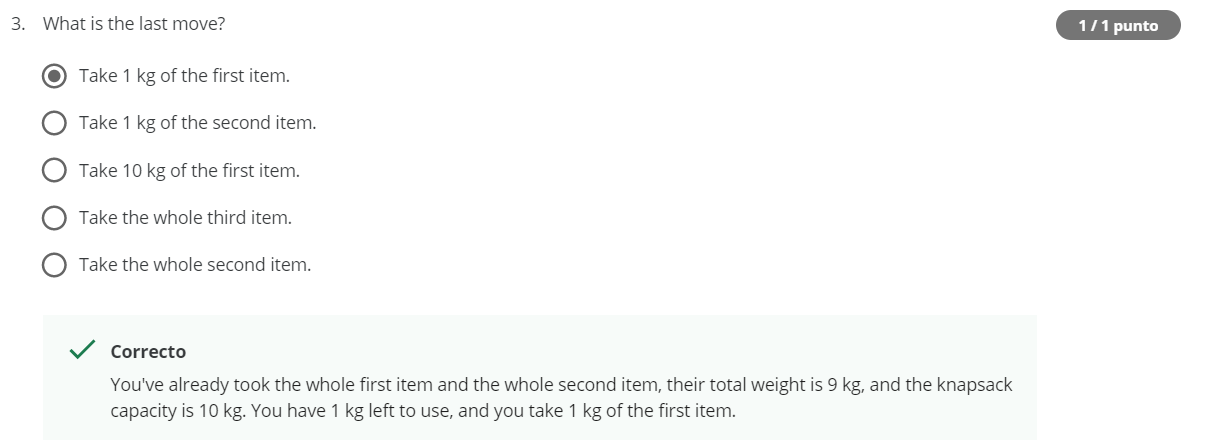 3. What is the last move?
1 / 1 punto
Take 1 kg of the first item.
Take 1 kg of the second item.
Take 10 kg of the first item.
Take the whole third item.
Take the whole second item.
Correcto
You've already took the whole first item and the whole second item, their total weight is 9 kg, and the knapsack
capacity is 10 kg. You have 1 kg left to use, and you take 1 kg of the first item.